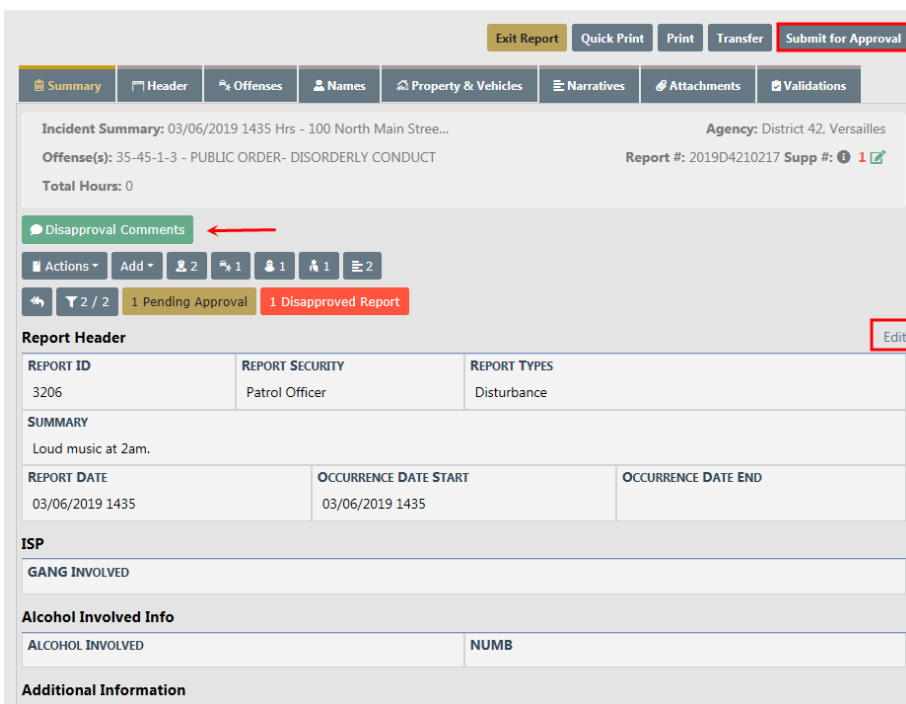 Exit Report Quick Print Print Transfer Submit for Approval
Summary Header Offenses Names Property & Vehicles Narratives Attachments Validations
Incident Summary: 03/06/2019 1435 Hrs - 100 North Main Stree... Agency: District 42, Versailles
Offense(s): 35-45-1-3 - PUBLIC ORDER- DISORDERLY CONDUCT Report #: 2019D4210217 Supp #: 1
Total Hours: 0
Disapproval Comments
Actions Add 2 1 1 1 2
2 / 2 1 Pending Approval 1 Disapproved Report
Report Header Edit
REPORT ID REPORT SECURITY REPORT TYPES
3206 Patrol Officer Disturbance
SUMMARY
Loud music at 2am.
REPORT DATE OCCURRENCE DATE START OCCURRENCE DATE END
03/06/2019 1435 03/06/2019 1435
ISP
GANG INVOLVED
Alcohol Involved Info
ALCOHOL INVOLVED NUMB
Additional Information